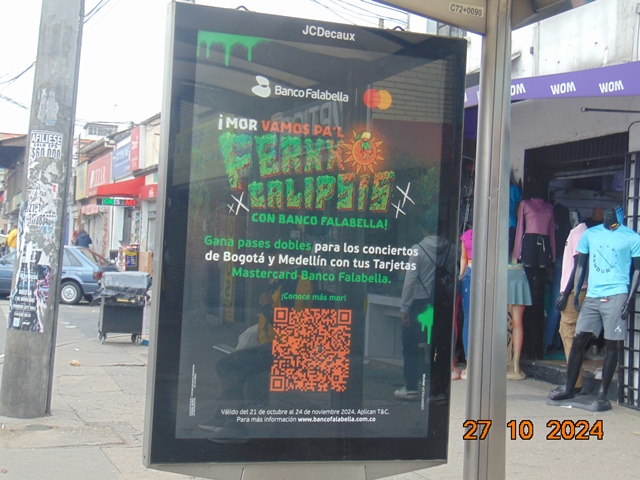 C72+0090
JCDecaux
Banco Falabella
¡MOR VAMOS PA'L
FERXXO
CALIPSIS
CON BANCO FALABELLA!
Gana pases dobles para los conciertos
de Bogotá y Medellín con tus Tarjetas
Mastercard Banco Falabella.
¡Conoce más mor!
Válido del 21 de octubre al 24 de noviembre 2024. Aplican T&C.
Para más información www.bancofalabella.com.co
WOM WOM
AFILIESE
27 10 2024